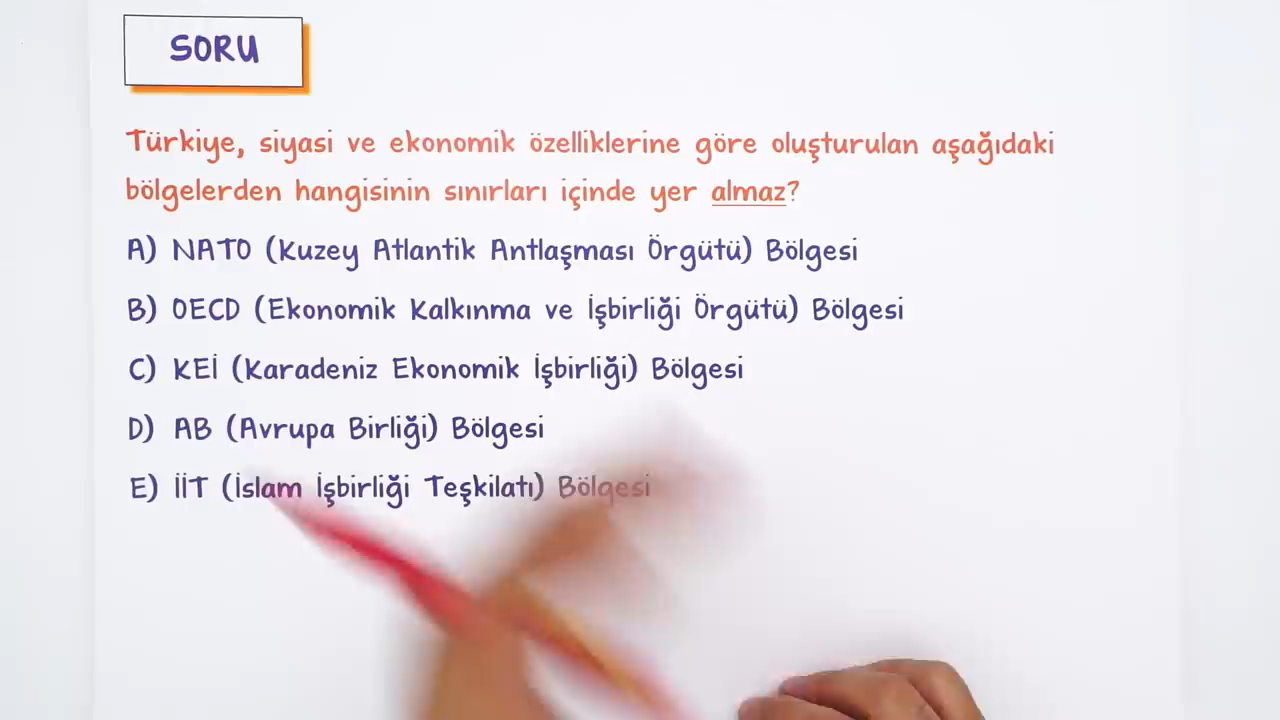 SORU
Türkiye, siyasi ve ekonomik özelliklerine göre oluşturulan aşağıdaki
bölgelerden hangisinin sınırları içinde yer almaz?
A) NATO (Kuzey Atlantik Antlaşması Örgütü) Bölgesi
B) OECD (Ekonomik Kalkınma ve İşbirliği Örgütü) Bölgesi
C) KEİ (Karadeniz Ekonomik İşbirliği) Bölgesi
D) AB (Avrupa Birliği) Bölgesi
E) İİT (İslam İşbirliği Teşkilatı) Bölgesi